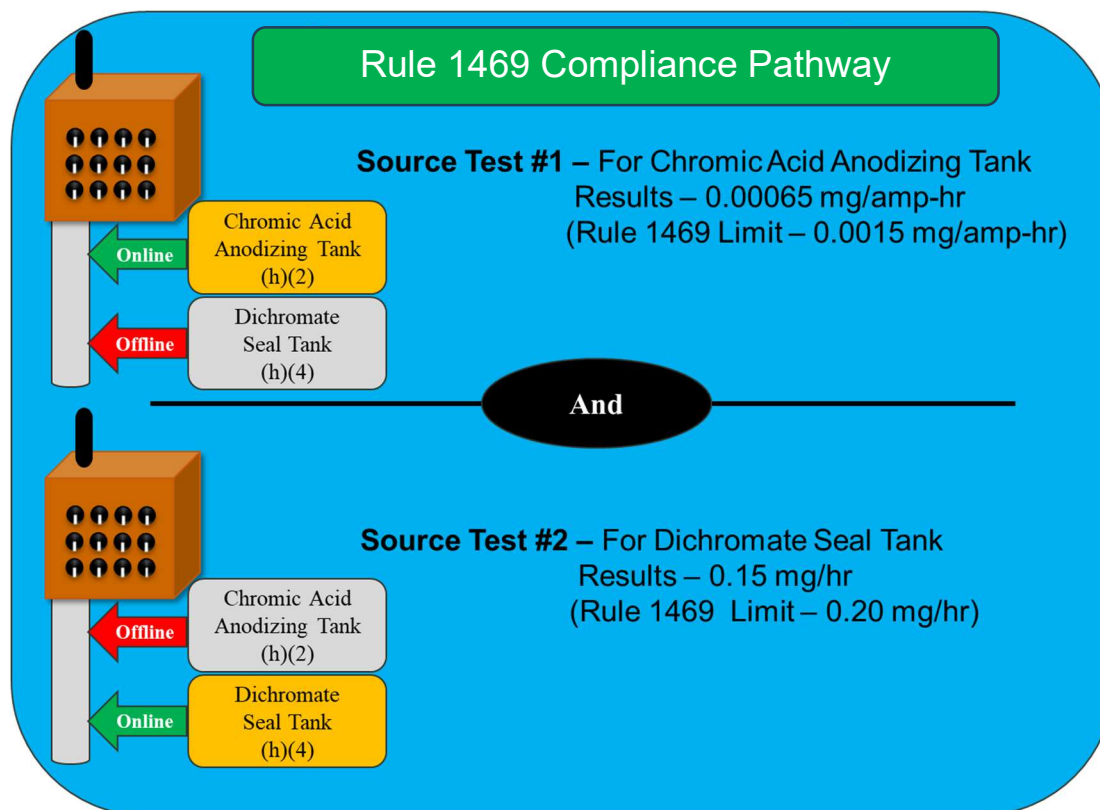 Rule 1469 Compliance Pathway
Source Test #1 – For Chromic Acid Anodizing Tank
Results – 0.00065 mg/amp-hr
(Rule 1469 Limit – 0.0015 mg/amp-hr)
Chromic Acid
Anodizing Tank
(h)(2)
Online
Dichromate
Seal Tank
(h)(4)
Offline
And
Source Test #2 – For Dichromate Seal Tank
Results – 0.15 mg/hr
(Rule 1469 Limit – 0.20 mg/hr)
Chromic Acid
Anodizing Tank
(h)(2)
Offline
Dichromate
Seal Tank
(h)(4)
Online